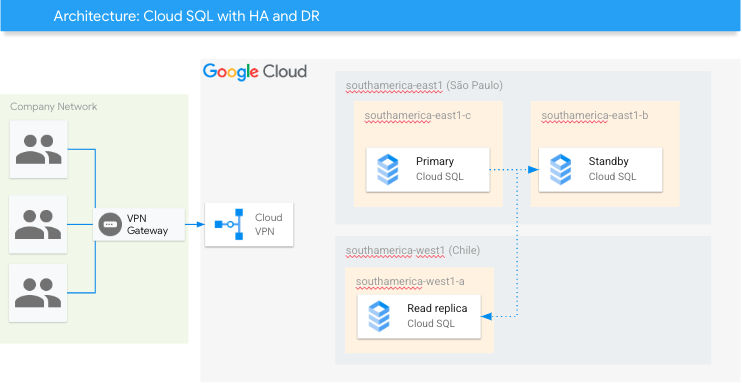 Architecture: Cloud SQL with HA and DR
Google Cloud
Company Network
VPN
Gateway
Cloud
VPN
southamerica-east1 (São Paulo)
southamerica-east1-c
Primary
Cloud SQL
southamerica-east1-b
Standby
Cloud SQL
southamerica-west1 (Chile)
southamerica-west1-a
Read replica
Cloud SQL